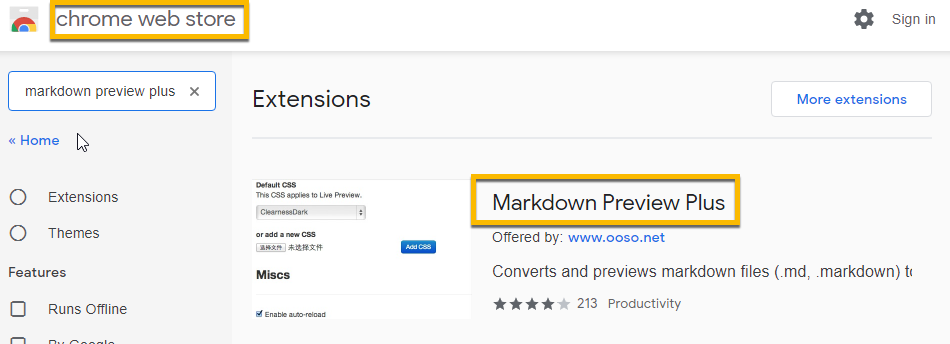 chrome web store
Sign in
markdown preview plus ×
« Home
Extensions
Themes
Features
Runs Offline
By Google
Extensions
More extensions
Default CSS
This CSS applies to Live Preview.
ClearnessDark
or add a new CSS
选择文件 未选择文件
Add CSS
Miscs
Enable auto-reload
Markdown Preview Plus
Offered by: www.ooso.net
Converts and previews markdown files (.md, .markdown) to
213 Productivity